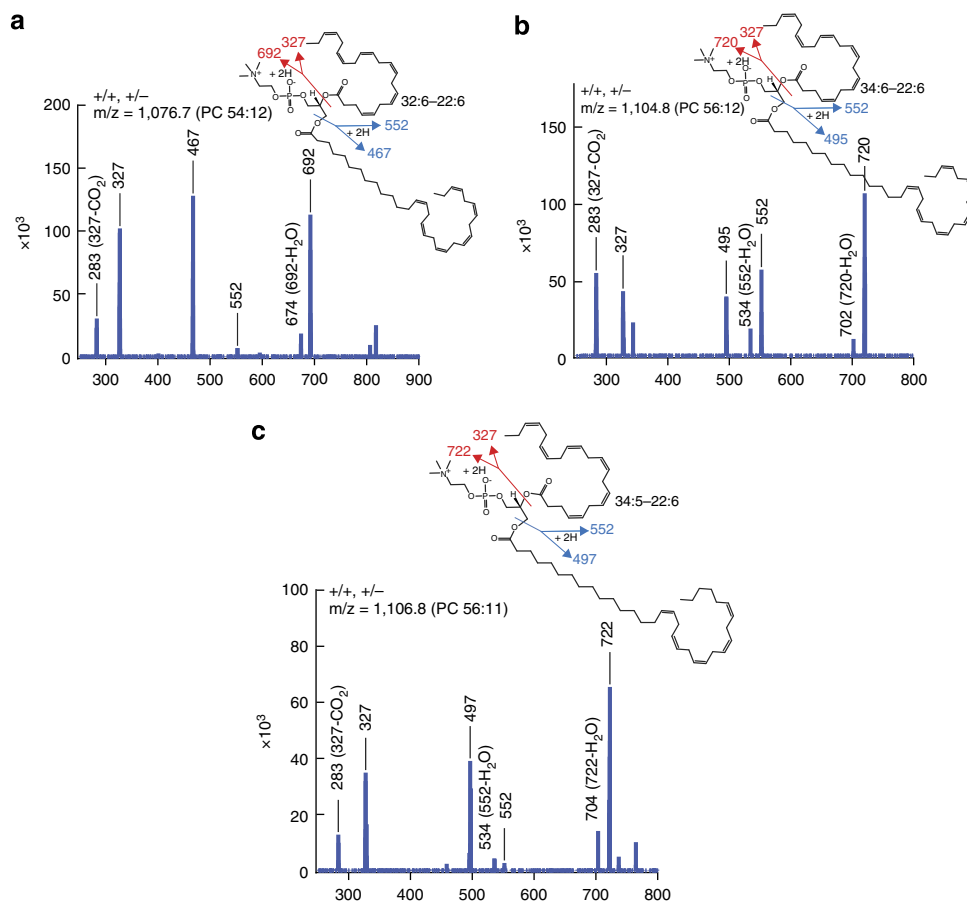 a
692
327
+ 2H
N+
O-
O
P
O
O
H
O
O
O
O
32:6–22:6
552
+ 2H
467
+/+, +/–
m/z = 1,076.7 (PC 54:12)
200
150
100
50
0
×10³
283 (327-CO₂)
327
467
552
674 (692-H₂O)
692
300 400 500 600 700 800 900
b
720
327
+ 2H
N+
O-
O
P
O
O
H
O
O
O
O
34:6–22:6
552
+ 2H
495
+/+, +/–
m/z = 1,104.8 (PC 56:12)
150
100
50
0
×10³
283 (327-CO₂)
327
495
534 (552-H₂O)
552
702 (720-H₂O)
720
300 400 500 600 700 800
c
722
327
+ 2H
N+
O-
O
P
O
O
H
O
O
O
O
34:5–22:6
552
+ 2H
497
+/+, +/–
m/z = 1,106.8 (PC 56:11)
100
80
60
40
20
0
×10³
283 (327-CO₂)
327
497
534 (552-H₂O)
552
704 (722-H₂O)
722
300 400 500 600 700 800